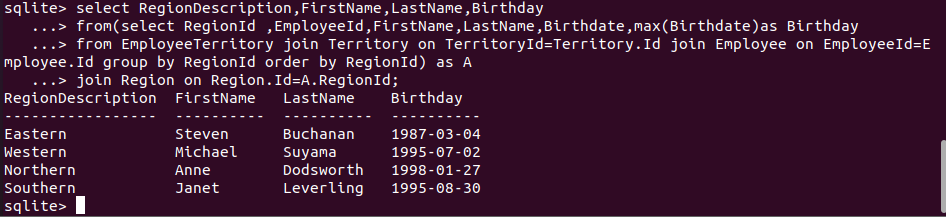 sqlite> select RegionDescription,FirstName,LastName,Birthday
   ...> from(select RegionId ,EmployeeId,FirstName,LastName,Birthdate,max(Birthdate)as Birthday
   ...> from EmployeeTerritory join Territory on TerritoryId=Territory.Id join Employee on EmployeeId=E
mployee.Id group by RegionId order by RegionId) as A
   ...> join Region on Region.Id=A.RegionId;
RegionDescription  FirstName   LastName    Birthday
-----------------  ----------  ----------  ----------
Eastern            Steven      Buchanan    1987-03-04
Western            Michael     Suyama      1995-07-02
Northern           Anne        Dodsworth   1998-01-27
Southern           Janet       Leverling   1995-08-30
sqlite>